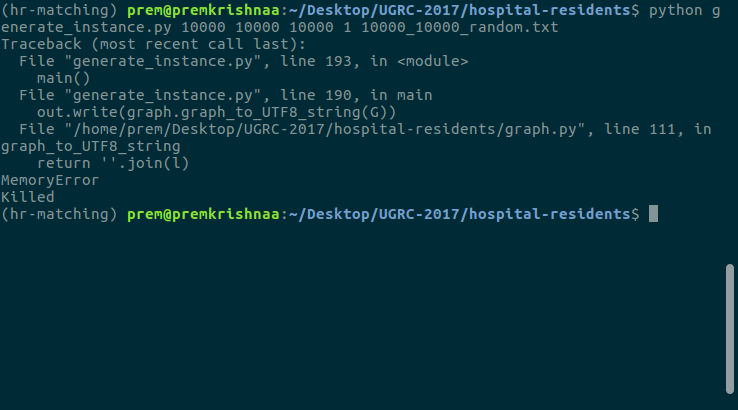 (hr-matching) prem@premkrishnaa:~/Desktop/UGRC-2017/hospital-residents$ python g
enerate_instance.py 10000 10000 10000 1 10000_10000_random.txt
Traceback (most recent call last):
  File "generate_instance.py", line 193, in <module>
    main()
  File "generate_instance.py", line 190, in main
    out.write(graph.graph_to_UTF8_string(G))
  File "/home/prem/Desktop/UGRC-2017/hospital-residents/graph.py", line 111, in
graph_to_UTF8_string
    return ''.join(l)
MemoryError
Killed
(hr-matching) prem@premkrishnaa:~/Desktop/UGRC-2017/hospital-residents$